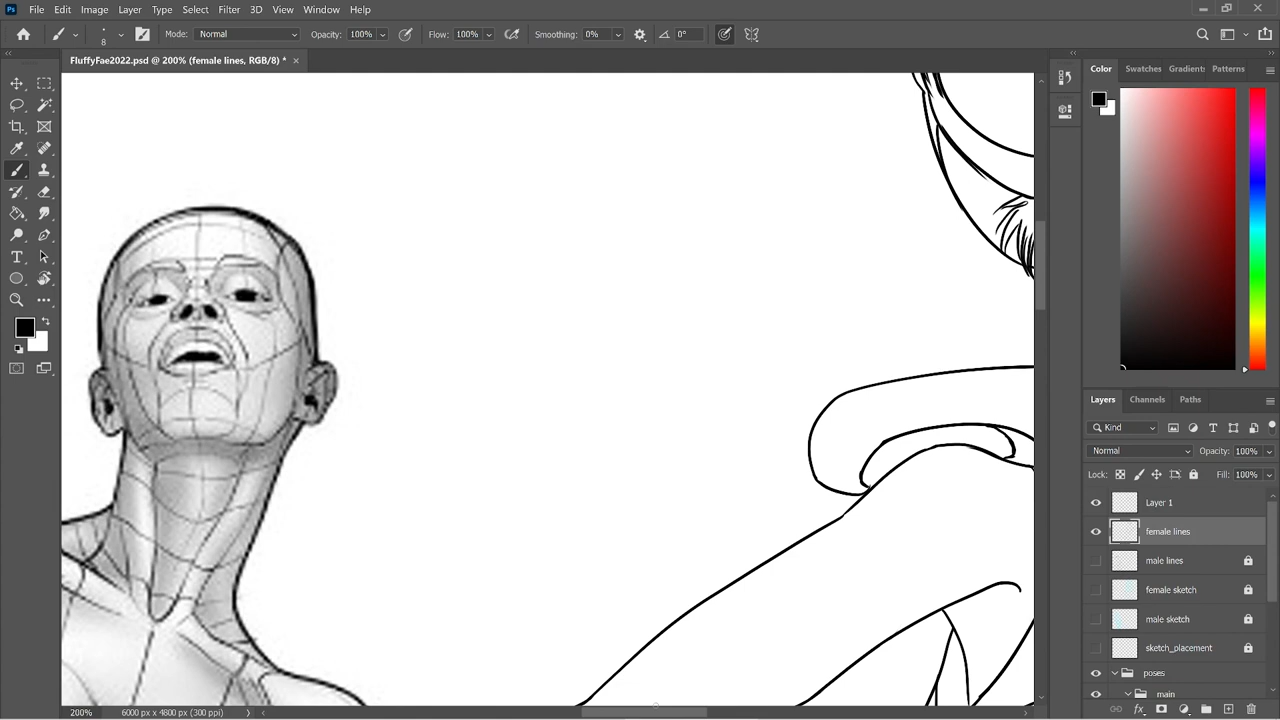 Ps File Edit Image Layer Type Select Filter 3D View Window Help
8 Mode: Normal Opacity: 100% Flow: 100% Smoothing: 0% 0°
FluffyFae2022.psd @ 200% (female lines, RGB/8) *
Color Swatches Gradient: Patterns
Layers Channels Paths
Kind
Normal Opacity: 100%
Lock: Fill: 100%
Layer 1
female lines
male lines
female sketch
male sketch
sketch_placement
poses
main
200% 6000 px x 4800 px (300 ppi)